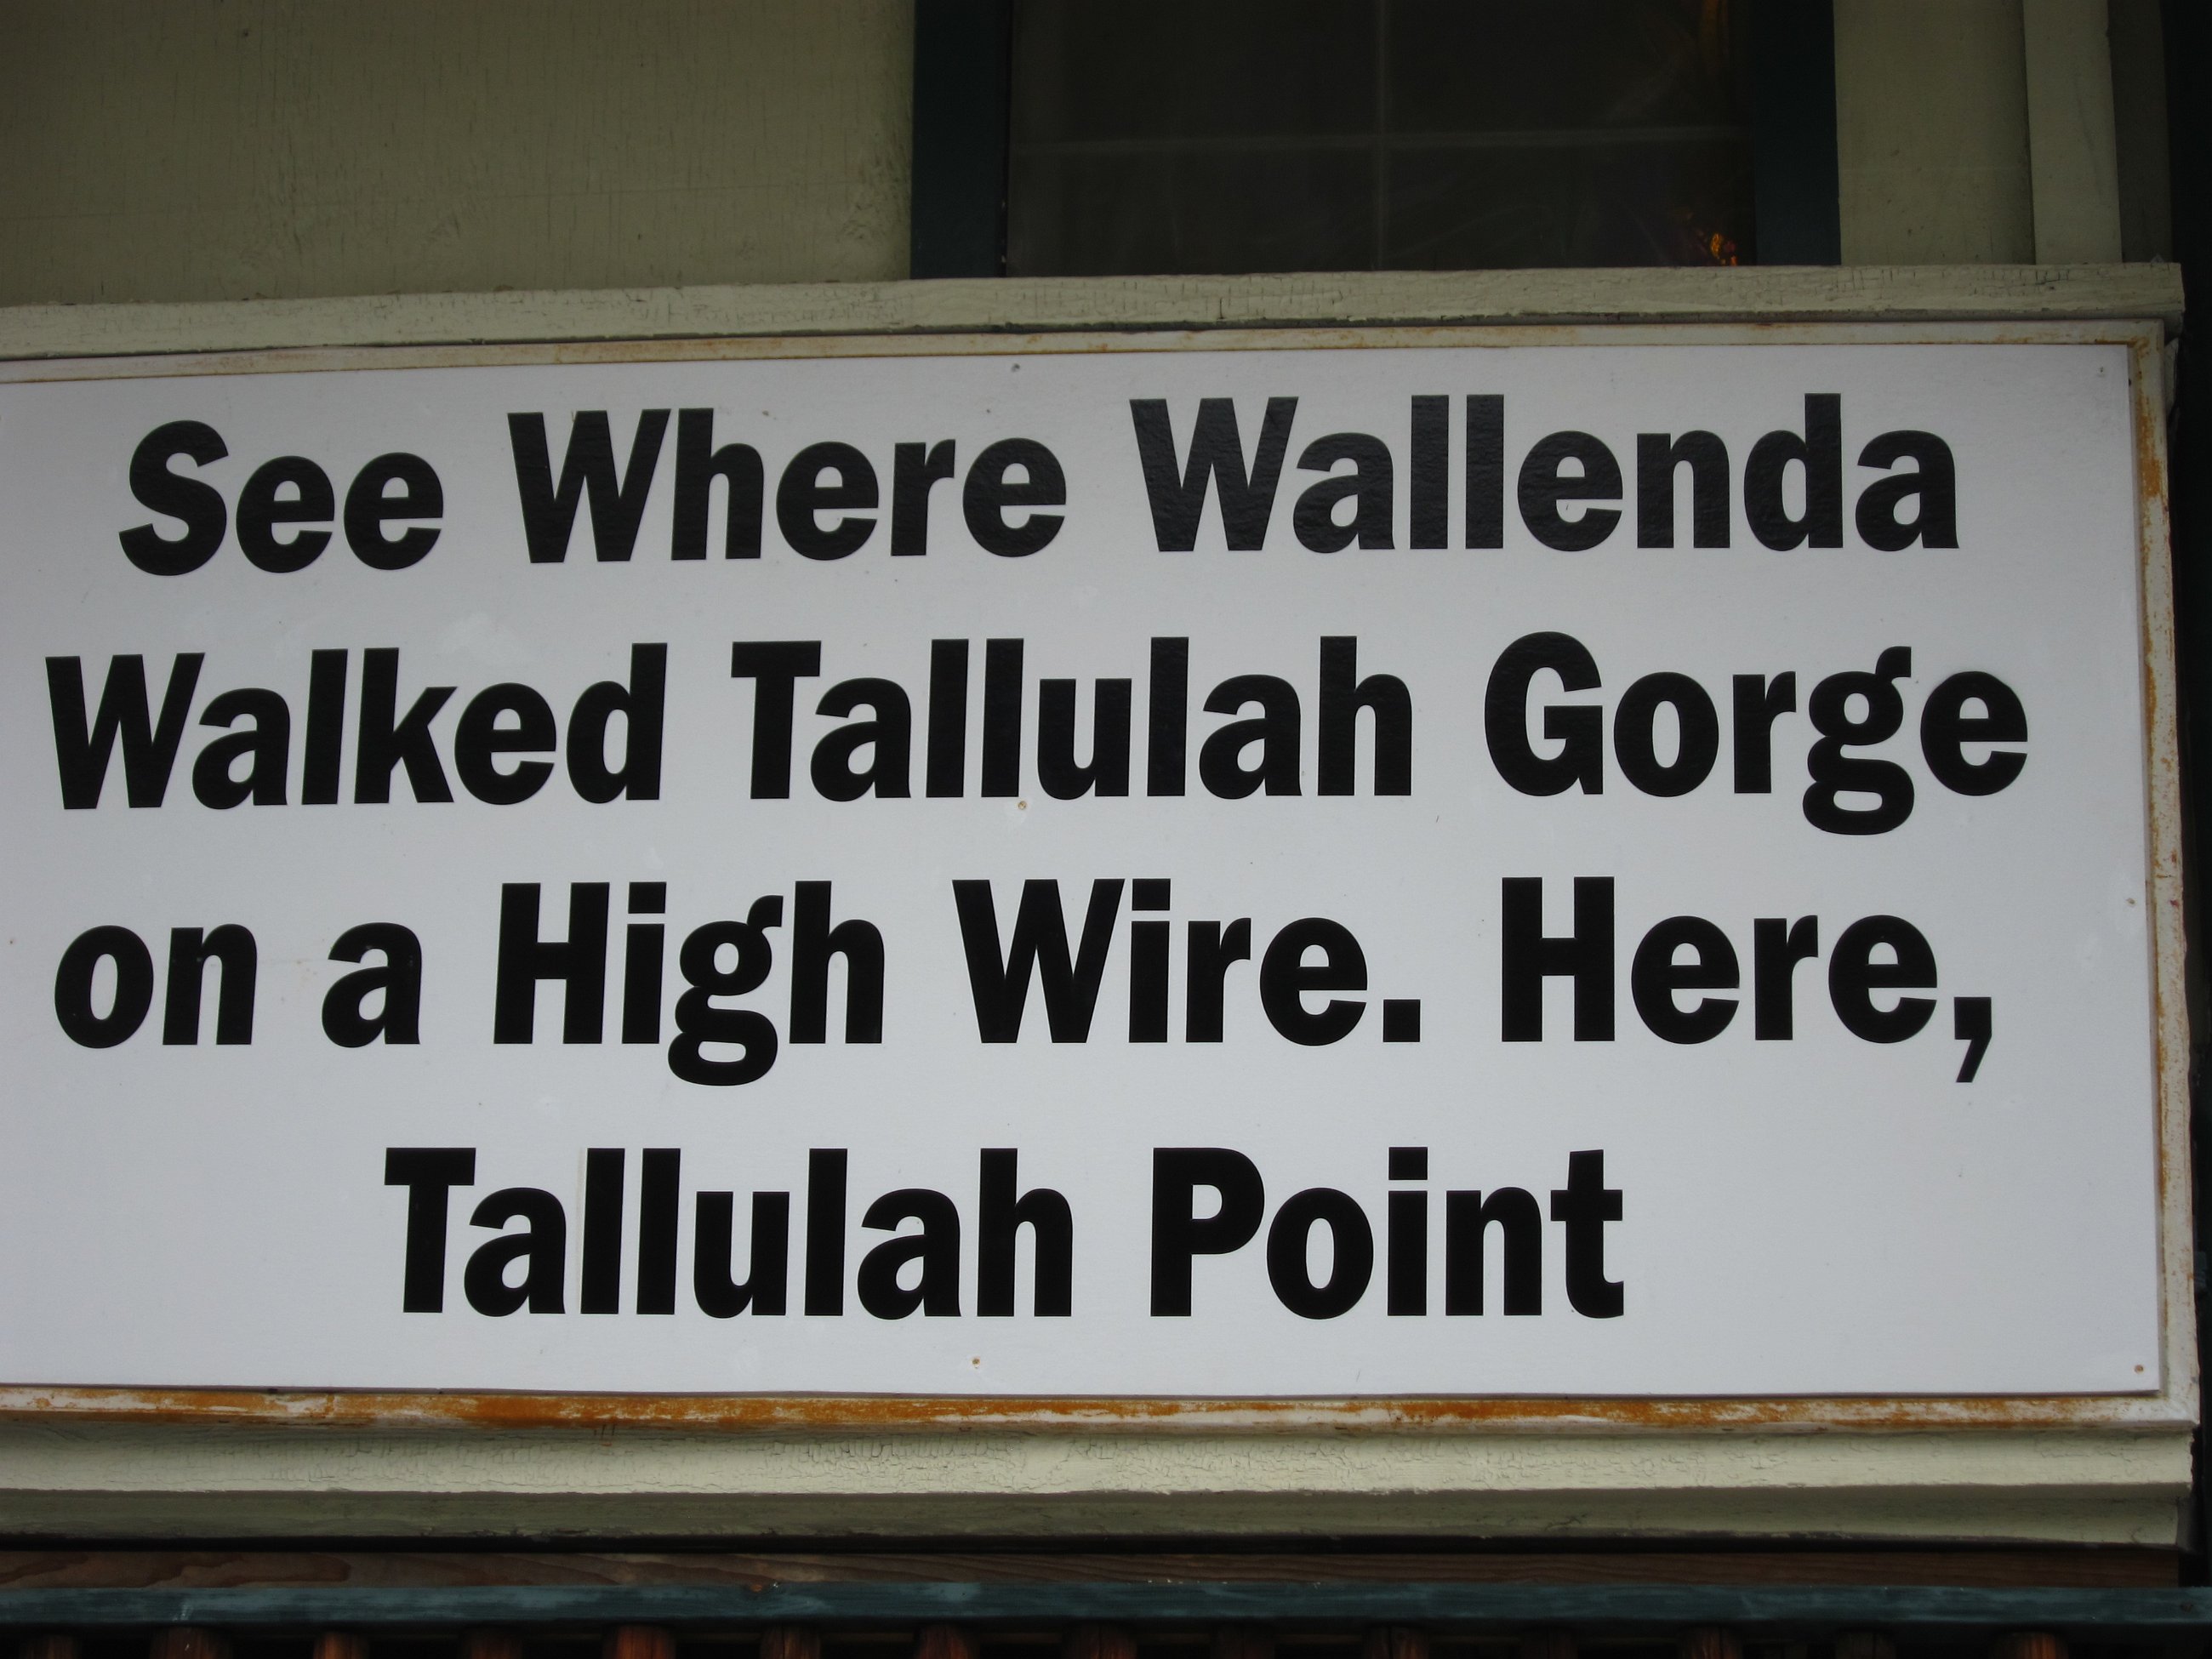 See Where Wallenda
Walked Tallulah Gorge
on a High Wire. Here,
Tallulah Point